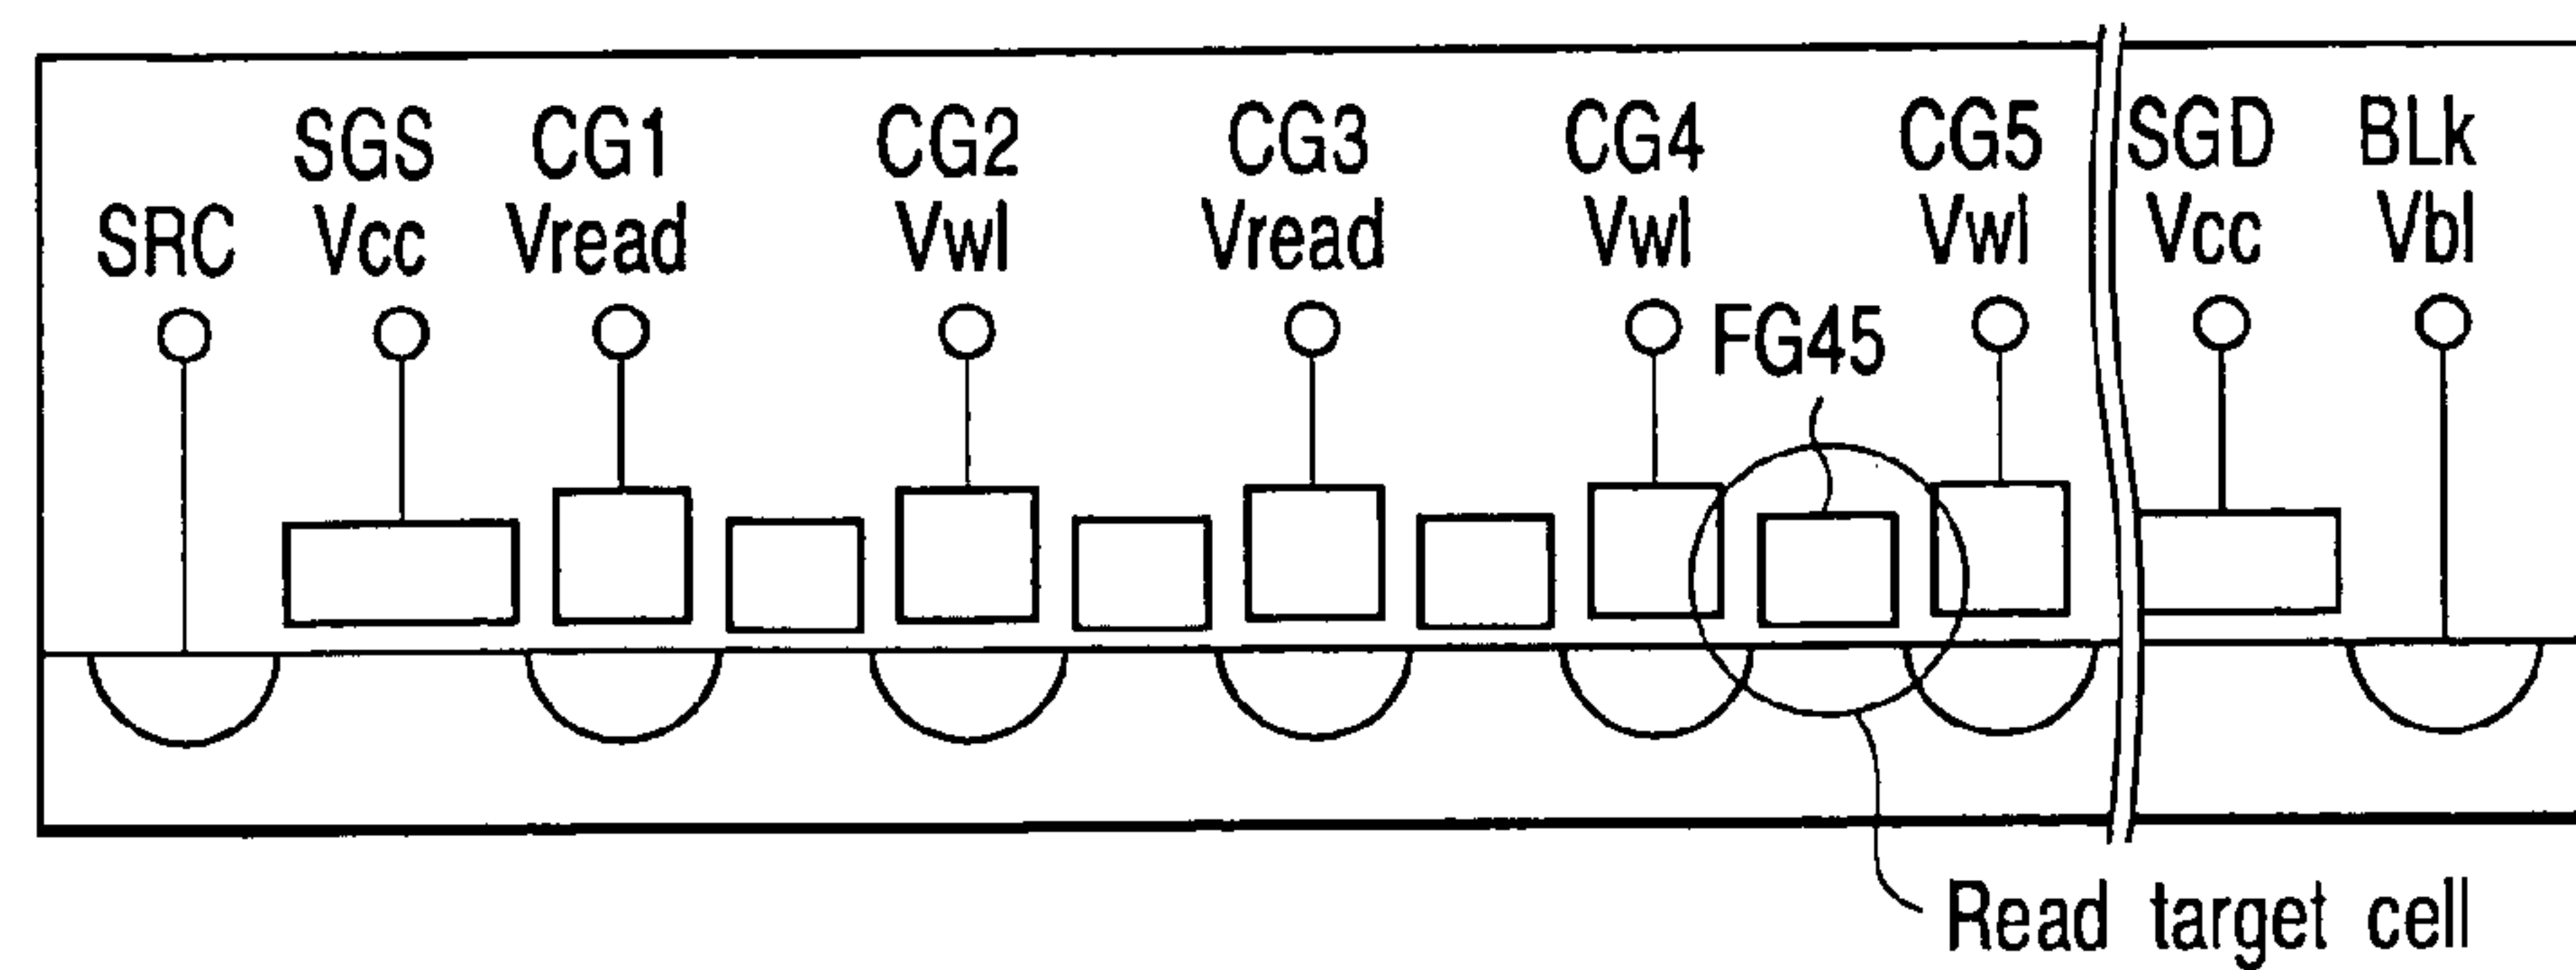 SGS CG1 CG2 CG3 CG4 CG5 SGD BLk
SRC Vcc Vread Vwl Vread Vwl Vwl Vcc Vbl
FG45
Read target cell